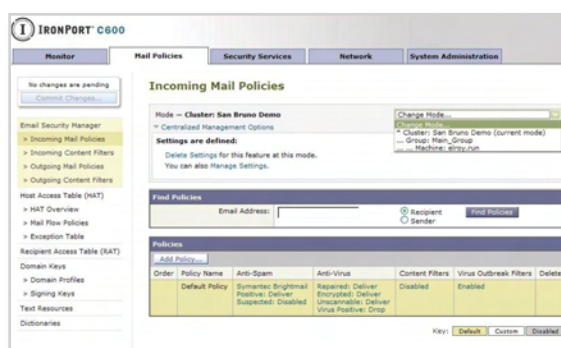 IRONPORT C600
Monitor
Mail Policies
Security Services
Network
System Administration
No changes are pending
Commit Changes...
Email Security Manager
> Incoming Mail Policies
> Incoming Content Filters
> Outgoing Mail Policies
> Outgoing Content Filters
Host Access Table (HAT)
> HAT Overview
> Mail Flow Policies
> Exception Table
Recipient Access Table (RAT)
Domain Keys
> Domain Profiles
> Signing Keys
Text Resources
Dictionaries
Incoming Mail Policies
Mode — Cluster: San Bruno Demo
Change Mode...
Change Mode...
* Cluster: San Bruno Demo (current mode)
... Group: Main_Group
... ... Machine: elroy.run
Centralized Management Options
Settings are defined:
Delete Settings for this feature at this mode.
You can also Manage Settings.
Find Policies
Email Address:
Recipient
Sender
Find Policies
Policies
Add Policy...
Order Policy Name Anti-Spam Anti-Virus Content Filters Virus Outbreak Filters Delete
Default Policy
Symantec Brightmail
Positive: Deliver
Suspected: Disabled
Repaired: Deliver
Encrypted: Deliver
Unscannable: Deliver
Virus Positive: Drop
Disabled
Enabled
Key: Default Custom Disabled